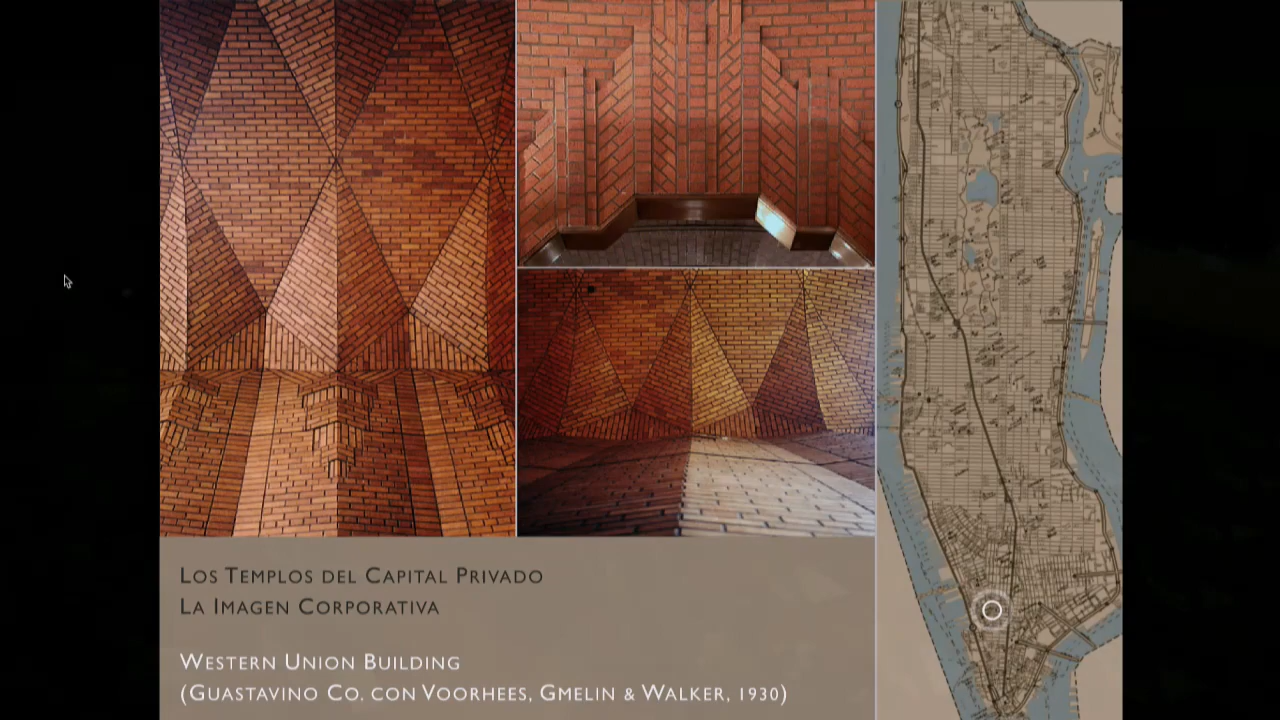 Los Templos del Capital Privado
La Imagen Corporativa
Western Union Building
(Guastavino Co. con Voorhees, Gmelin & Walker, 1930)